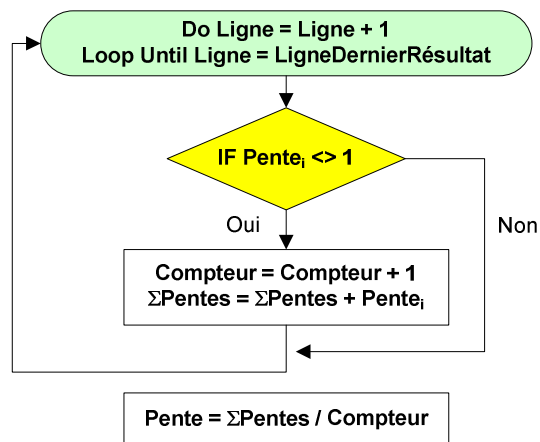 Do Ligne = Ligne + 1
Loop Until Ligne = LigneDernierRésultat
IF Penteᵢ <> 1
Oui
Non
Compteur = Compteur + 1
ΣPentes = ΣPentes + Penteᵢ
Pente = ΣPentes / Compteur